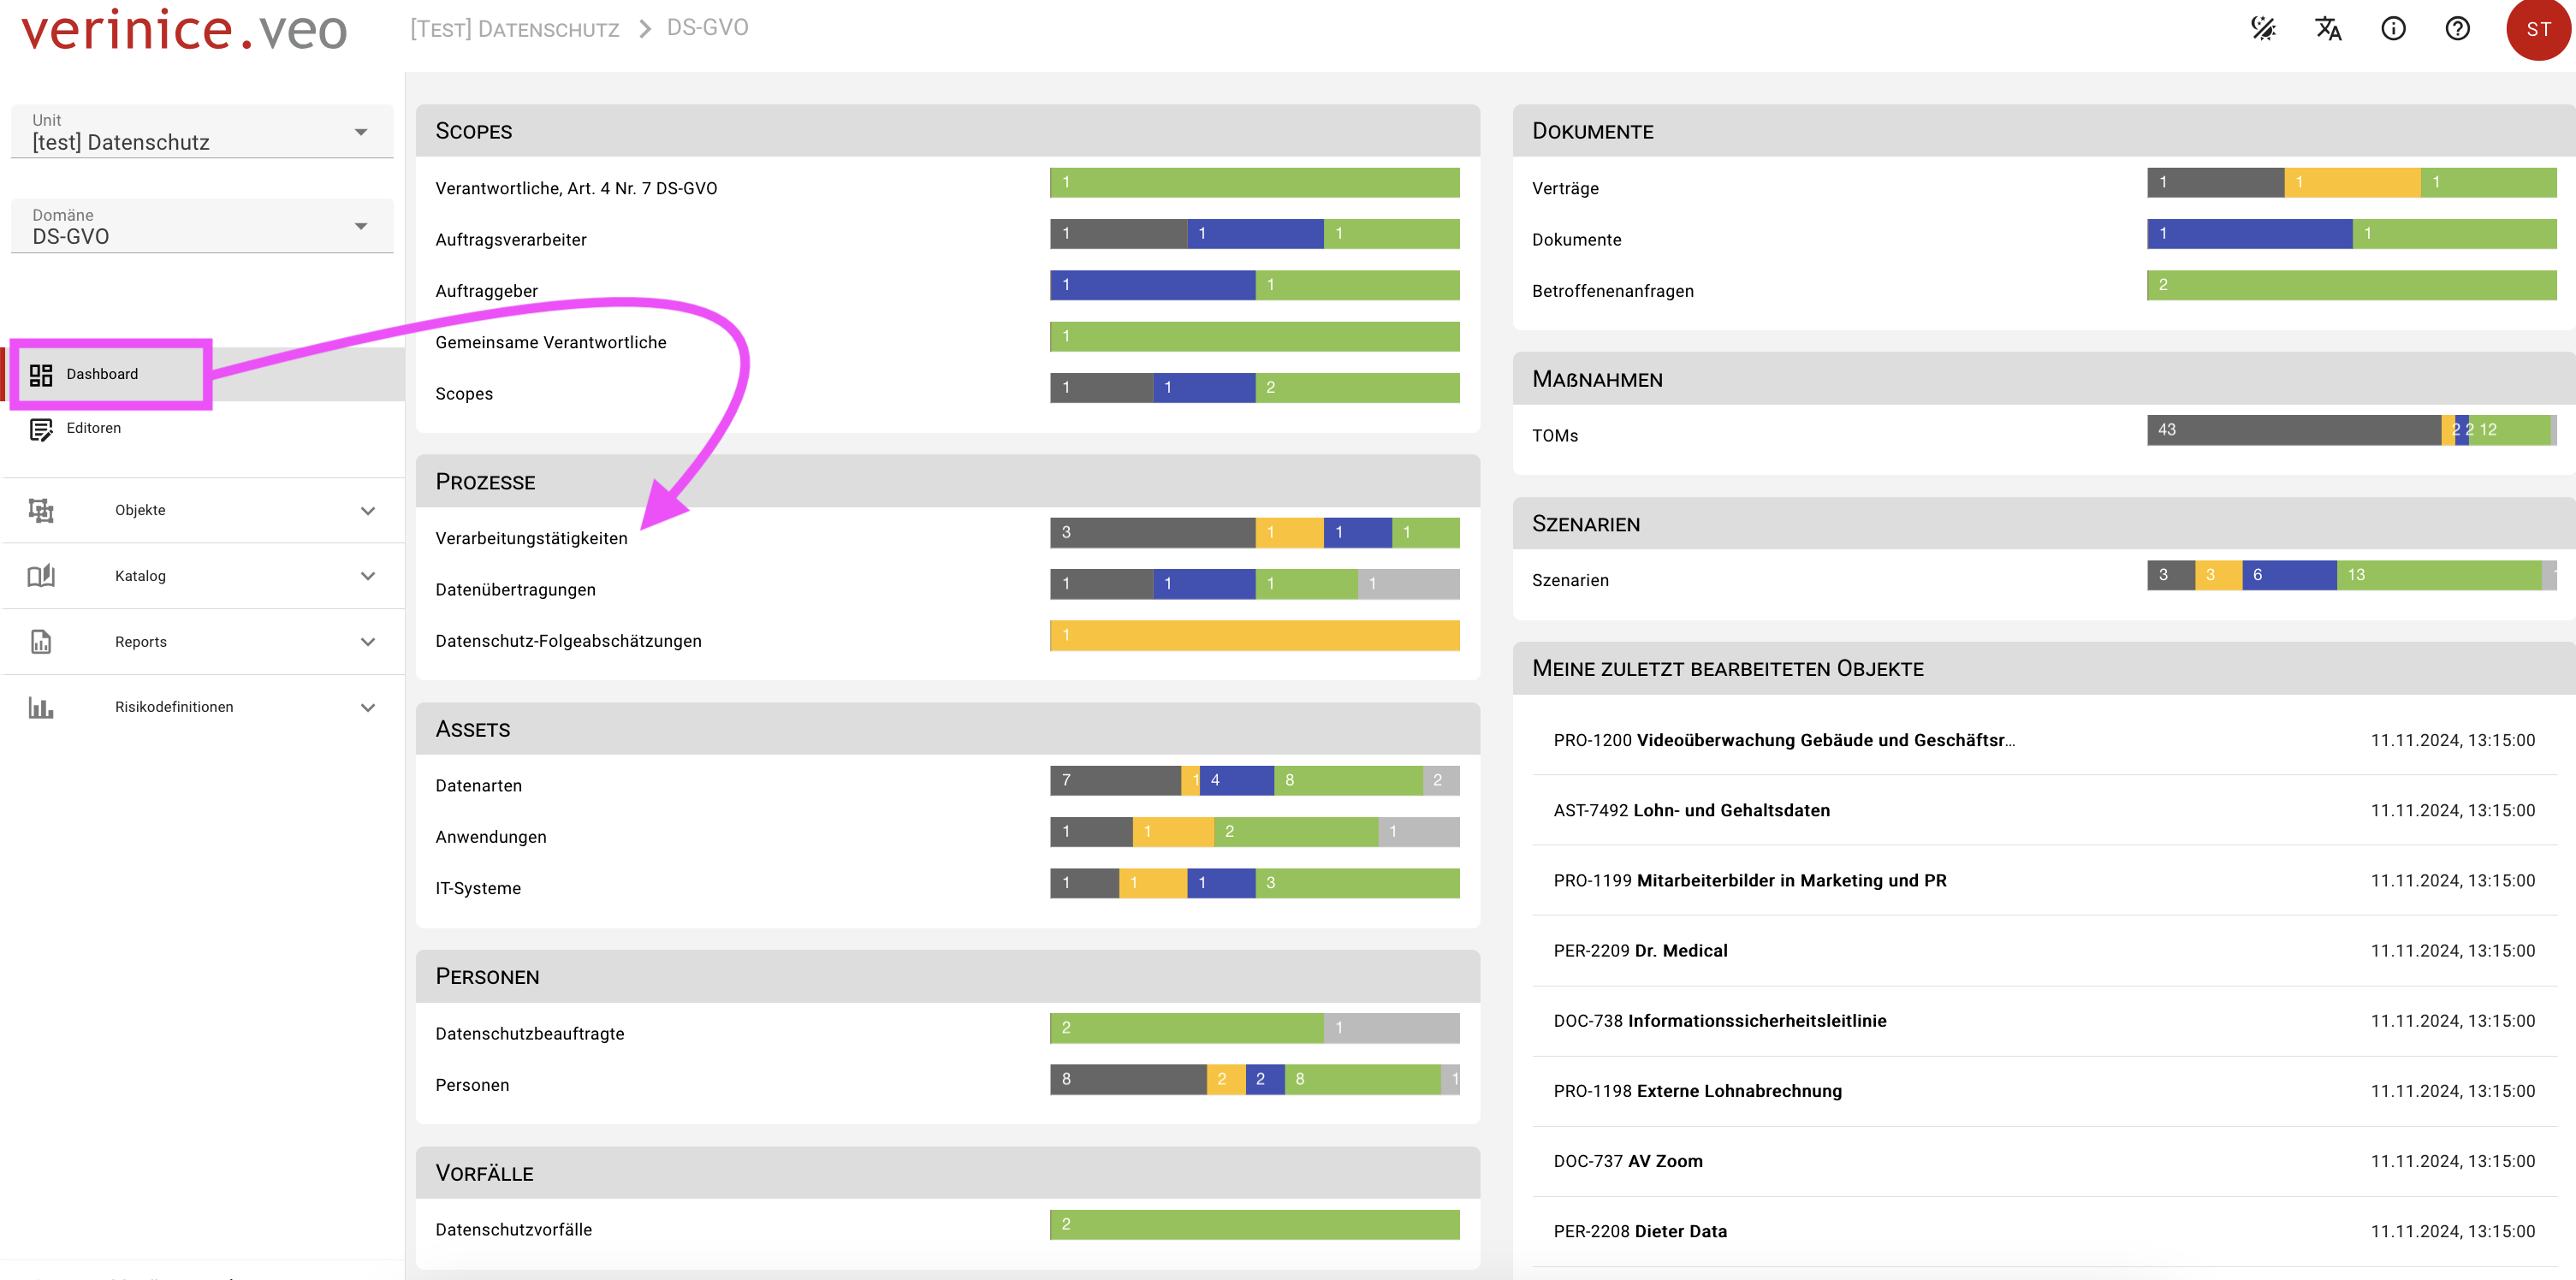 verinice.veo
[Test] Datenschutz > DS-GVO
ST
Unit
[test] Datenschutz
Domäne
DS-GVO
Dashboard
Editoren
Objekte
Katalog
Reports
Risikodefinitionen
Scopes
Verantwortliche, Art. 4 Nr. 7 DS-GVO 1
Auftragsverarbeiter 1 1 1
Auftraggeber 1 1
Gemeinsame Verantwortliche 1
Scopes 1 1 2
Prozesse
Verarbeitungstätigkeiten 3 1 1 1
Datenübertragungen 1 1 1 1
Datenschutz-Folgeabschätzungen 1
Assets
Datenarten 7 1 4 8 2
Anwendungen 1 1 2 1
IT-Systeme 1 1 1 3
Personen
Datenschutzbeauftragte 2 1
Personen 8 2 2 8 1
Vorfälle
Datenschutzvorfälle 2
Dokumente
Verträge 1 1 1
Dokumente 1 1
Betroffenenanfragen 2
Maßnahmen
TOMs 43 2 2 12
Szenarien
Szenarien 3 3 6 13
Meine zuletzt bearbeiteten Objekte
PRO-1200 Videoüberwachung Gebäude und Geschäftsr... 11.11.2024, 13:15:00
AST-7492 Lohn- und Gehaltsdaten 11.11.2024, 13:15:00
PRO-1199 Mitarbeiterbilder in Marketing und PR 11.11.2024, 13:15:00
PER-2209 Dr. Medical 11.11.2024, 13:15:00
DOC-738 Informationssicherheitsleitlinie 11.11.2024, 13:15:00
PRO-1198 Externe Lohnabrechnung 11.11.2024, 13:15:00
DOC-737 AV Zoom 11.11.2024, 13:15:00
PER-2208 Dieter Data 11.11.2024, 13:15:00